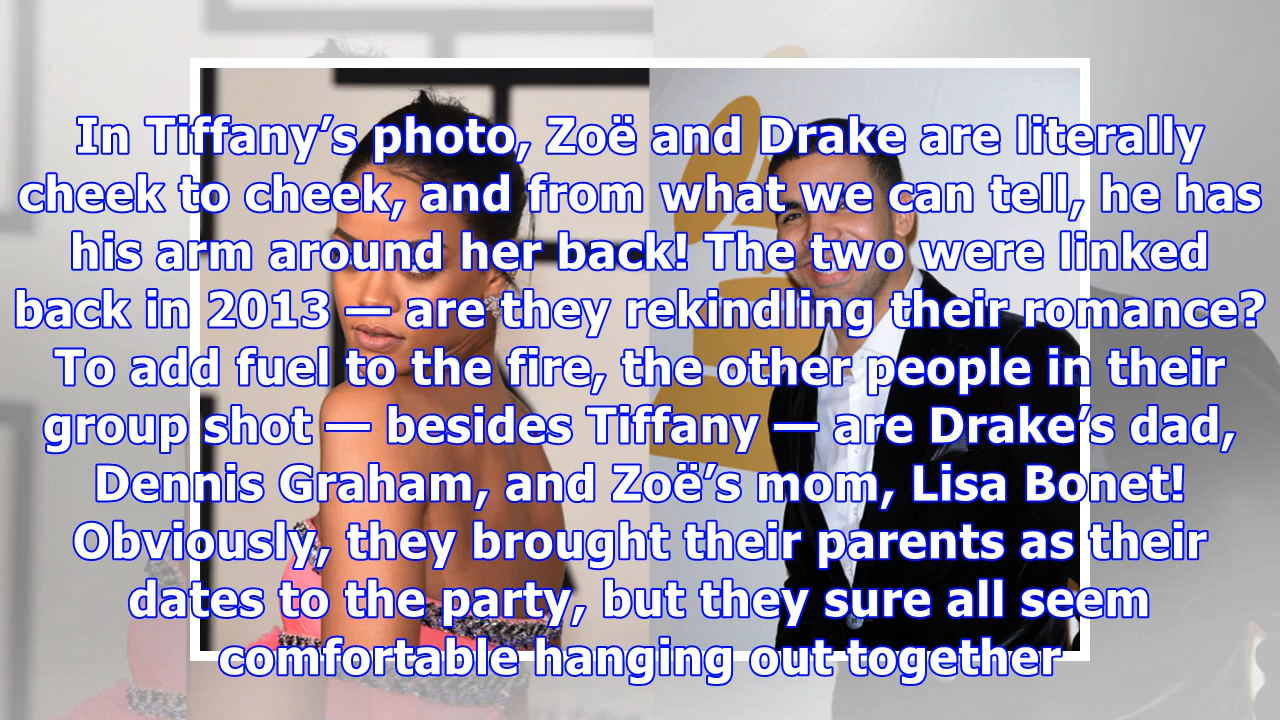 In Tiffany’s photo, Zoë and Drake are literally
cheek to cheek, and from what we can tell, he has
his arm around her back! The two were linked
back in 2013 — are they rekindling their romance?
To add fuel to the fire, the other people in their
group shot — besides Tiffany — are Drake’s dad,
Dennis Graham, and Zoë’s mom, Lisa Bonet!
Obviously, they brought their parents as their
dates to the party, but they sure all seem
comfortable hanging out together